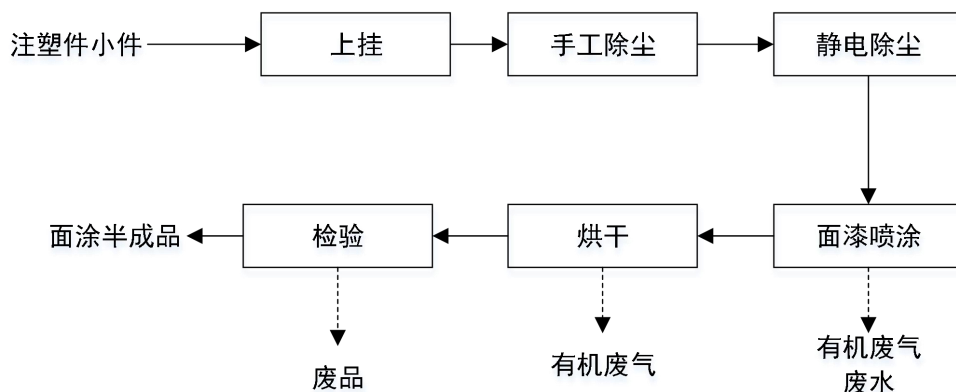 注塑件小件
上挂
手工除尘
静电除尘
面涂半成品
检验
烘干
面漆喷涂
废品
有机废气
有机废气
废水